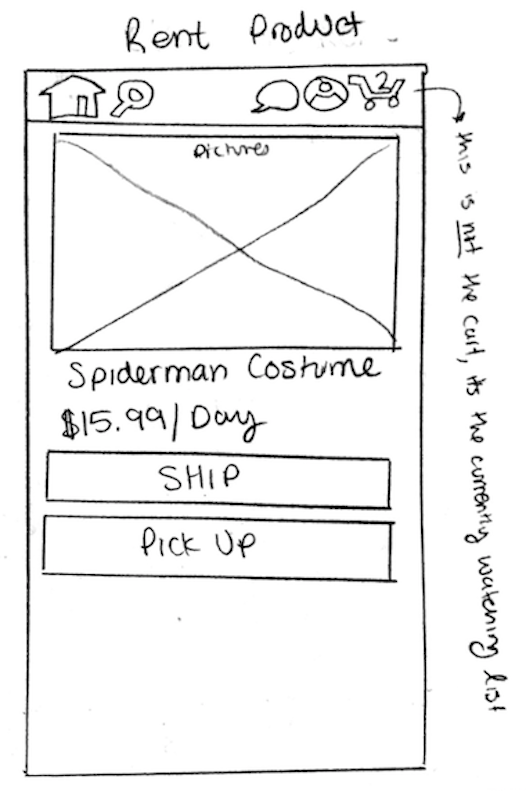 Rent Product
2
Pictures
Spiderman Costume
$15.99/Day
SHIP
Pick UP
this is not the cart, its the currently watching list